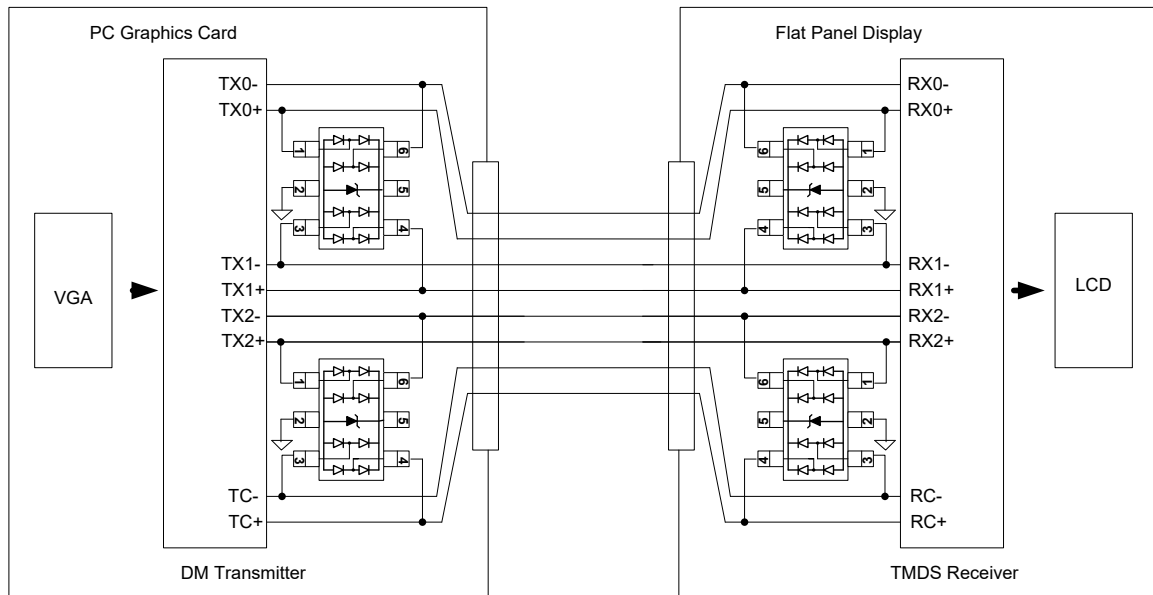 PC Graphics Card
Flat Panel Display
TX0-
RX0-
TX0+
RX0+
1
6
6
1
2
5
5
2
3
4
4
3
TX1-
RX1-
VGA
TX1+
RX1+
LCD
TX2-
RX2-
TX2+
RX2+
1
6
6
1
2
5
5
2
3
4
4
3
TC-
RC-
TC+
RC+
DM Transmitter
TMDS Receiver